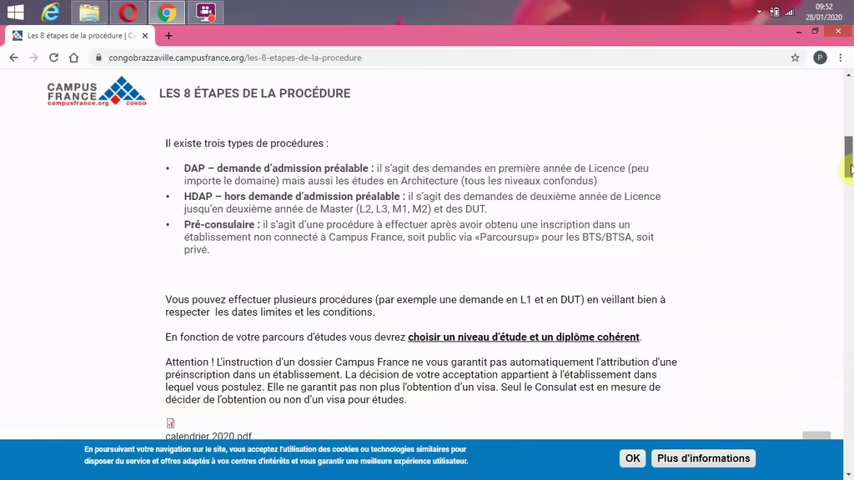 09:52
28/01/2020
Les 8 étapes de la procédure | Ca
congobrazzaville.campusfrance.org/les-8-etapes-de-la-procedure
P
CAMPUS
FRANCE
campusfrance.org CONGO
LES 8 ÉTAPES DE LA PROCÉDURE
Il existe trois types de procédures :
• DAP – demande d'admission préalable : il s'agit des demandes en première année de Licence (peu
importe le domaine) mais aussi les études en Architecture (tous les niveaux confondus)
• HDAP – hors demande d'admission préalable : il s'agit des demandes de deuxième année de Licence
jusqu'en deuxième année de Master (L2, L3, M1, M2) et des DUT.
• Pré-consulaire : il s'agit d'une procédure à effectuer après avoir obtenu une inscription dans un
établissement non connecté à Campus France, soit public via «Parcoursup» pour les BTS/BTSA, soit
privé.
Vous pouvez effectuer plusieurs procédures (par exemple une demande en L1 et en DUT) en veillant bien à
respecter les dates limites et les conditions.
En fonction de votre parcours d'études vous devrez choisir un niveau d'étude et un diplôme cohérent.
Attention ! L'instruction d'un dossier Campus France ne vous garantit pas automatiquement l'attribution d'une
préinscription dans un établissement. La décision de votre acceptation appartient à l'établissement dans
lequel vous postulez. Elle ne garantit pas non plus l'obtention d'un visa. Seul le Consulat est en mesure de
décider de l'obtention ou non d'un visa pour études.
calendrier 2020.pdf
En poursuivant votre navigation sur le site, vous acceptez l'utilisation des cookies ou technologies similaires pour
disposer du service et offres adaptés à vos centres d'intérêts et vous garantir une meilleure expérience utilisateur.
OK
Plus d'informations